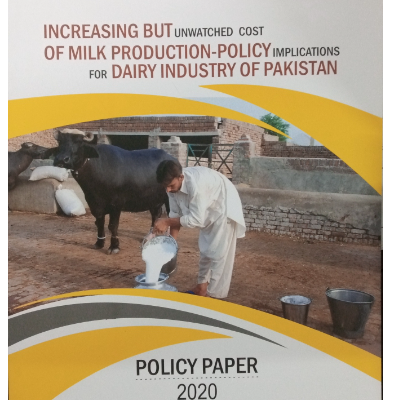 INCREASING BUT UNWATCHED COST
OF MILK PRODUCTION-POLICY IMPLICATIONS
FOR DAIRY INDUSTRY OF PAKISTAN
POLICY PAPER
2020